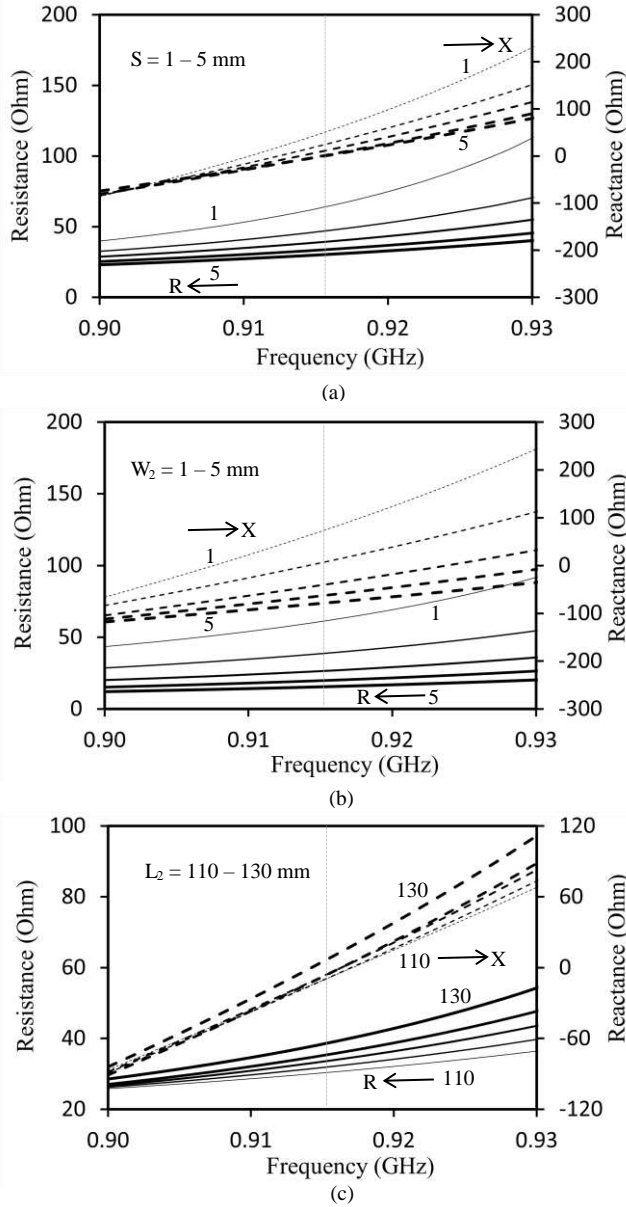 200 300
S = 1 – 5 mm
X
1
200
150
100
100
0
5
1
-100
50
-200
5
R
0 -300
0.90 0.91 0.92 0.93
Resistance (Ohm)
Reactance (Ohm)
Frequency (GHz)
(a)
200 300
W₂ = 1 – 5 mm
200
150
X
1
100
100
0
5
1
-100
50
-200
R 5
0 -300
0.90 0.91 0.92 0.93
Resistance (Ohm)
Reactance (Ohm)
Frequency (GHz)
(b)
100 120
L₂ = 110 – 130 mm
130
80 60
110 X
60 0
130
40 -60
R 110
20 -120
0.90 0.91 0.92 0.93
Resistance (Ohm)
Reactance (Ohm)
Frequency (GHz)
(c)